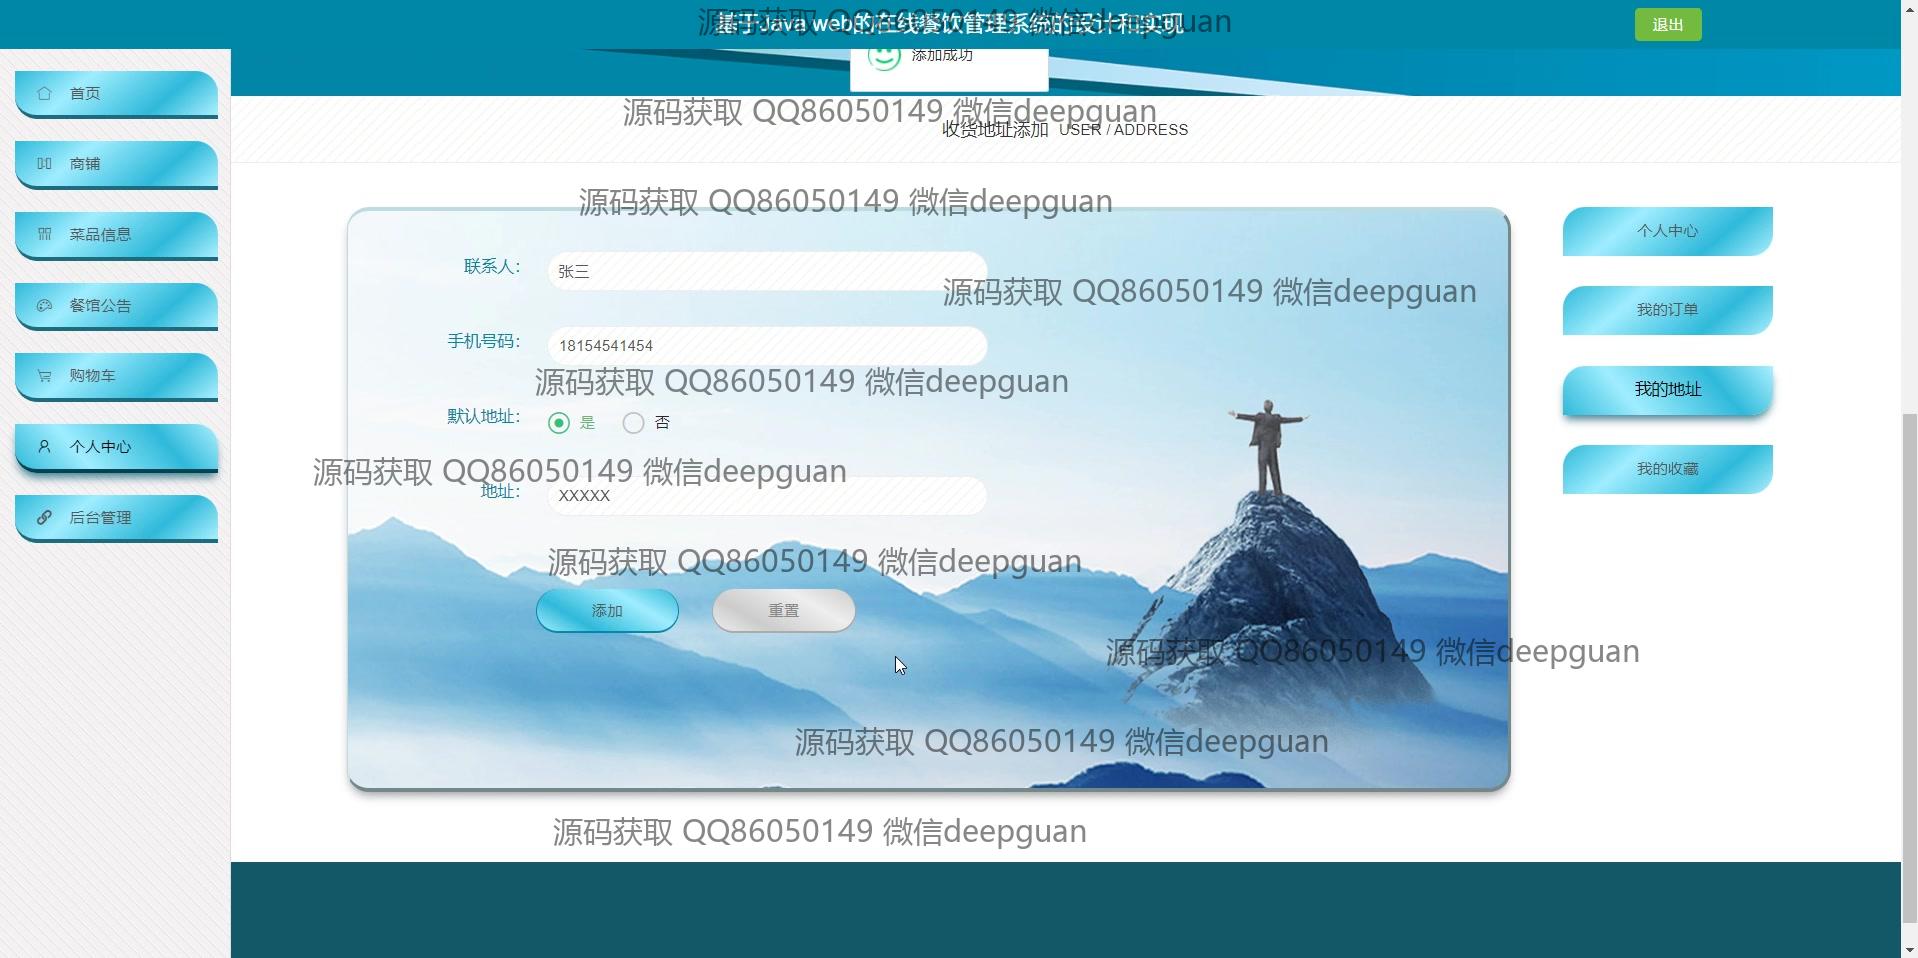 基于Java web的在线餐饮管理系统的设计和实现
源码获取 QQ86050149 微信deepguan
退出
添加成功
首页
商铺
菜品信息
餐馆公告
购物车
个人中心
后台管理
源码获取 QQ86050149 微信deepguan
收货地址添加 USER / ADDRESS
源码获取 QQ86050149 微信deepguan
联系人：
张三
源码获取 QQ86050149 微信deepguan
手机号码：
18154541454
源码获取 QQ86050149 微信deepguan
默认地址：
是
否
源码获取 QQ86050149 微信deepguan
地址：
XXXXX
源码获取 QQ86050149 微信deepguan
添加
重置
源码获取 QQ86050149 微信deepguan
源码获取 QQ86050149 微信deepguan
源码获取 QQ86050149 微信deepguan
个人中心
我的订单
我的地址
我的收藏